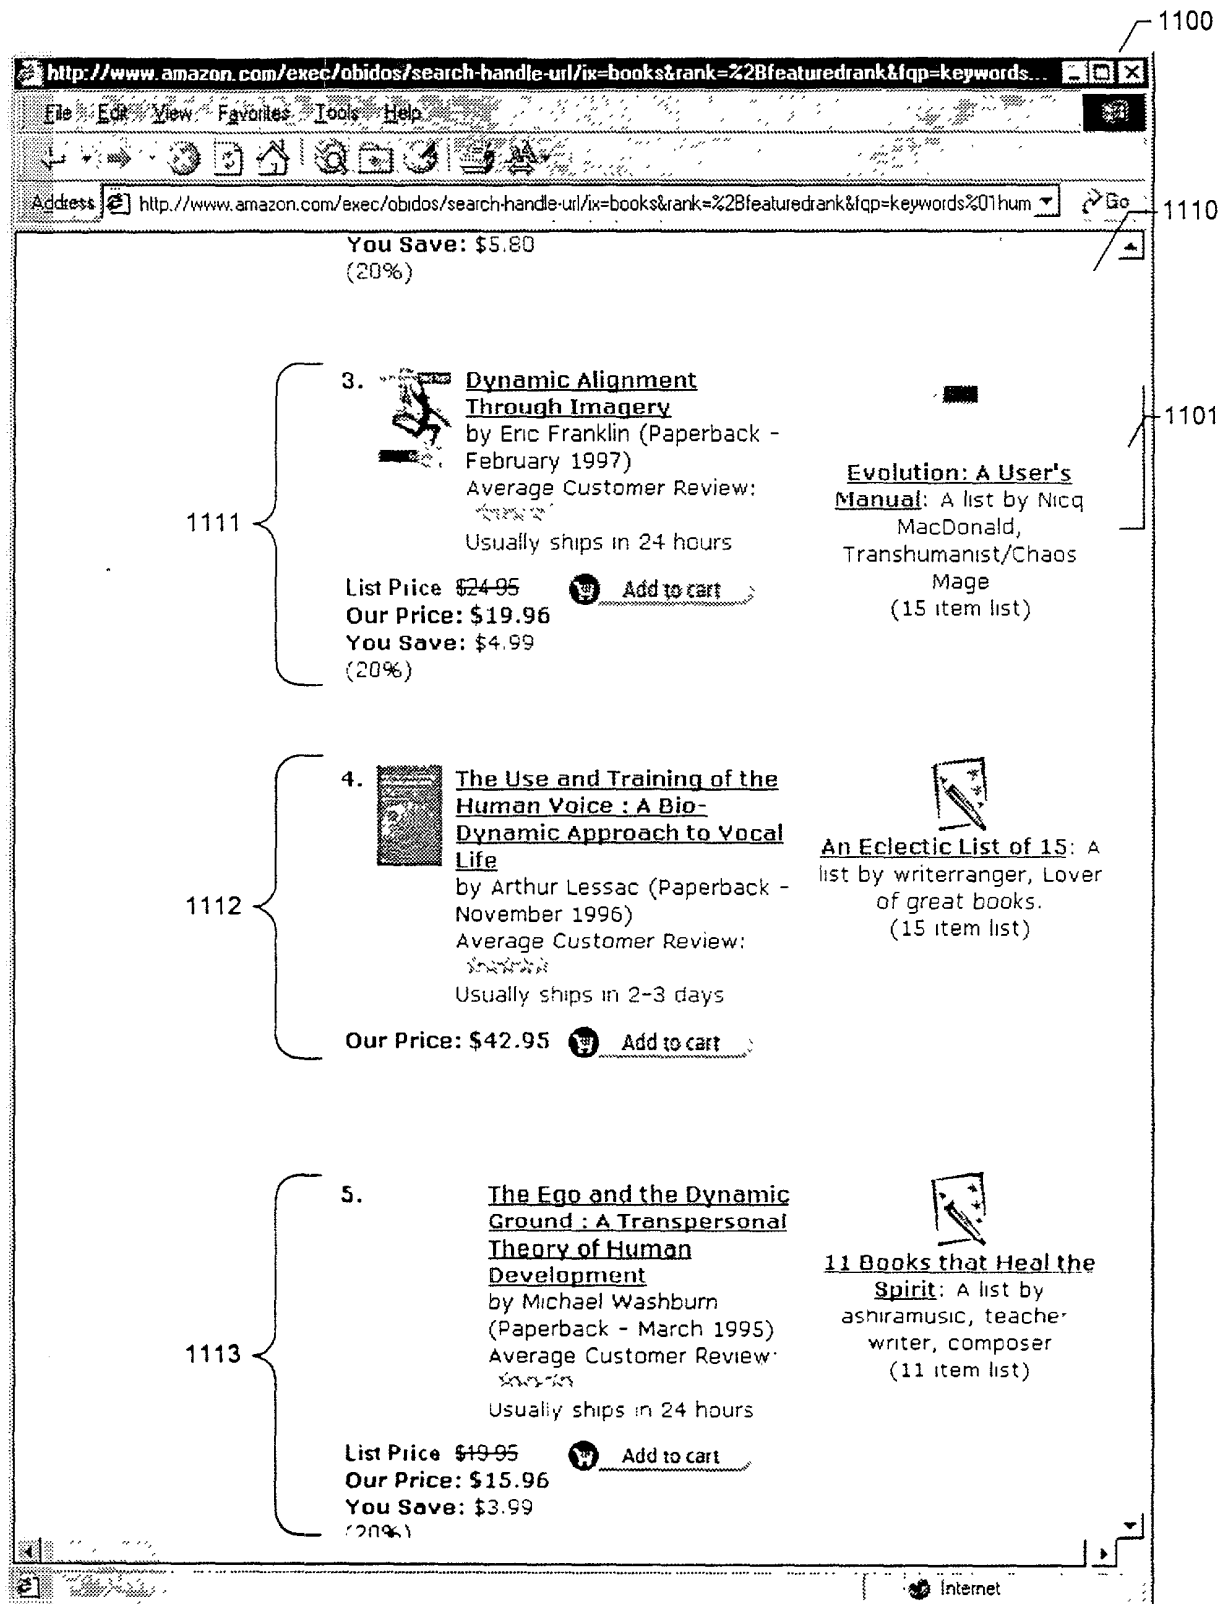 1100
http://www.amazon.com/exec/obidos/search-handle-url/ix=books&rank=%2Bfeaturedrank&fqp=keywords...
File Edit View Favorites Tools Help
Address http://www.amazon.com/exec/obidos/search-handle-url/ix=books&rank=%2Bfeaturedrank&fqp=keywords%01hum Go
1110
You Save: $5.80
(20%)
3. Dynamic Alignment
Through Imagery
by Eric Franklin (Paperback -
February 1997)
Average Customer Review:
Usually ships in 24 hours
List Price $24.95 Add to cart
Our Price: $19.96
You Save: $4.99
(20%)
1111
Evolution: A User's
Manual: A list by Nicq
MacDonald,
Transhumanist/Chaos
Mage
(15 item list)
1101
4. The Use and Training of the
Human Voice : A Bio-
Dynamic Approach to Vocal
Life
by Arthur Lessac (Paperback -
November 1996)
Average Customer Review:
Usually ships in 2-3 days
Our Price: $42.95 Add to cart
1112
An Eclectic List of 15: A
list by writerranger, Lover
of great books.
(15 item list)
5. The Ego and the Dynamic
Ground : A Transpersonal
Theory of Human
Development
by Michael Washburn
(Paperback - March 1995)
Average Customer Review:
Usually ships in 24 hours
List Price $19.95 Add to cart
Our Price: $15.96
You Save: $3.99
(20%)
1113
11 Books that Heal the
Spirit: A list by
ashiramusic, teacher
writer, composer
(11 item list)
Internet